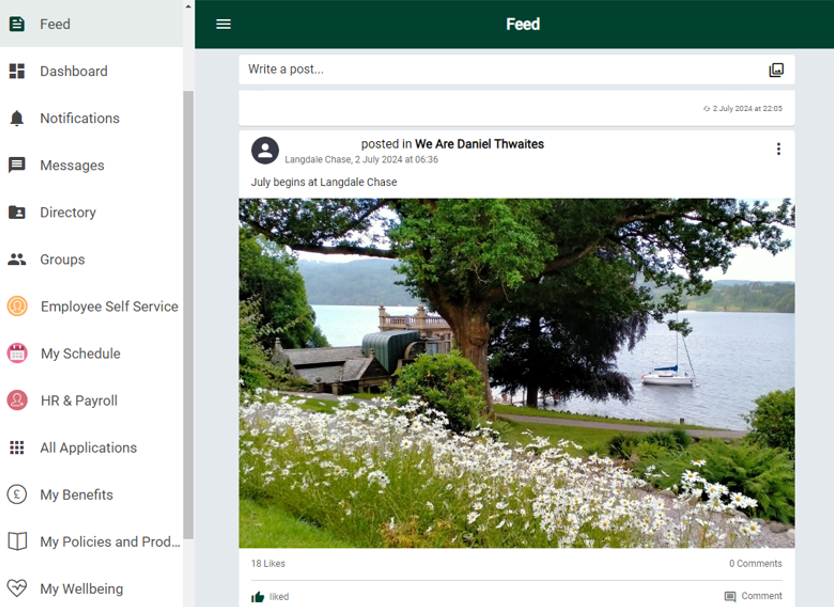 Feed
Dashboard
Notifications
Messages
Directory
Groups
Employee Self Service
My Schedule
HR & Payroll
All Applications
£
My Benefits
My Policies and Prod...
My Wellbeing
Feed
Write a post...
2 July 2024 at 22:05
posted in We Are Daniel Thwaites
Langdale Chase, 2 July 2024 at 06:36
July begins at Langdale Chase
18 Likes
0 Comments
liked
Comment